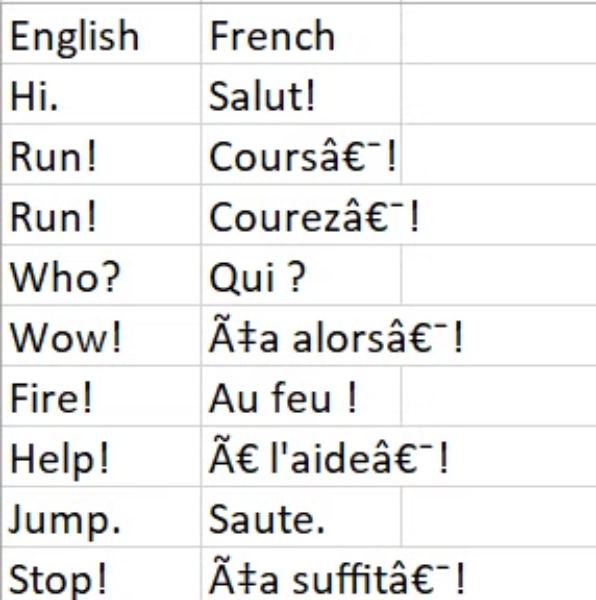 English French
Hi. Salut!
Run! Coursâ€¯!
Run! Courezâ€¯!
Who? Qui ?
Wow! Ã‡a alorsâ€¯!
Fire! Au feu !
Help! Ã€ l'aideâ€¯!
Jump. Saute.
Stop! Ã‡a suffitâ€¯!